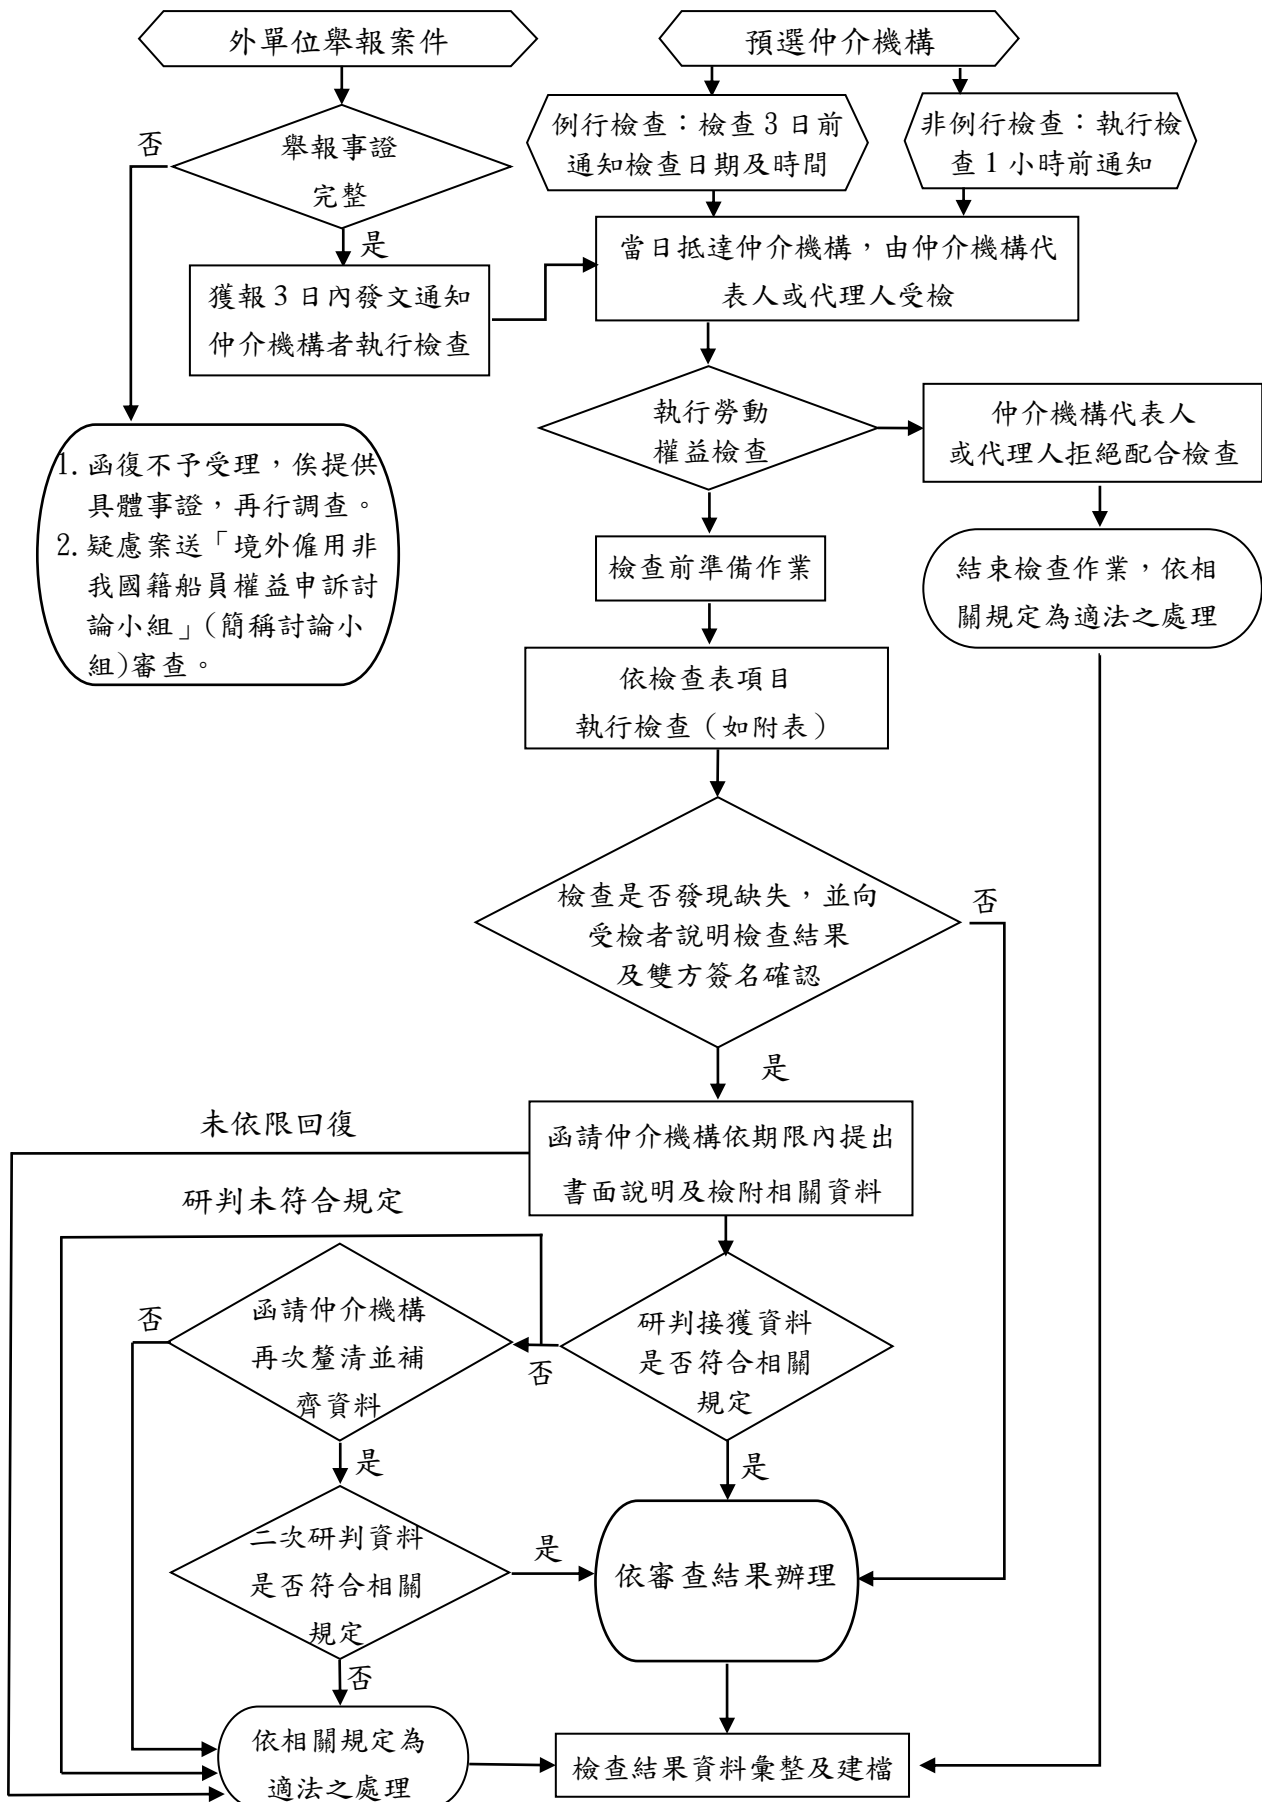 外單位舉報案件
預選仲介機構
例行檢查：檢查3日前
通知檢查日期及時間
非例行檢查：執行檢
查1小時前通知
否
舉報事證
完整
是
獲報3日內發文通知
仲介機構者執行檢查
當日抵達仲介機構，由仲介機構代
表人或代理人受檢
1. 函復不予受理，俟提供
具體事證，再行調查。
2. 疑慮案送「境外僱用非
我國籍船員權益申訴討
論小組」(簡稱討論小
組)審查。
執行勞動
權益檢查
仲介機構代表人
或代理人拒絕配合檢查
檢查前準備作業
結束檢查作業，依相
關規定為適法之處理
依檢查表項目
執行檢查（如附表）
檢查是否發現缺失，並向
受檢者說明檢查結果
及雙方簽名確認
否
是
未依限回復
函請仲介機構依期限內提出
書面說明及檢附相關資料
研判未符合規定
否
函請仲介機構
再次釐清並補
齊資料
否
研判接獲資料
是否符合相關
規定
是
是
二次研判資料
是否符合相關
規定
是
依審查結果辦理
否
依相關規定為
適法之處理
檢查結果資料彙整及建檔